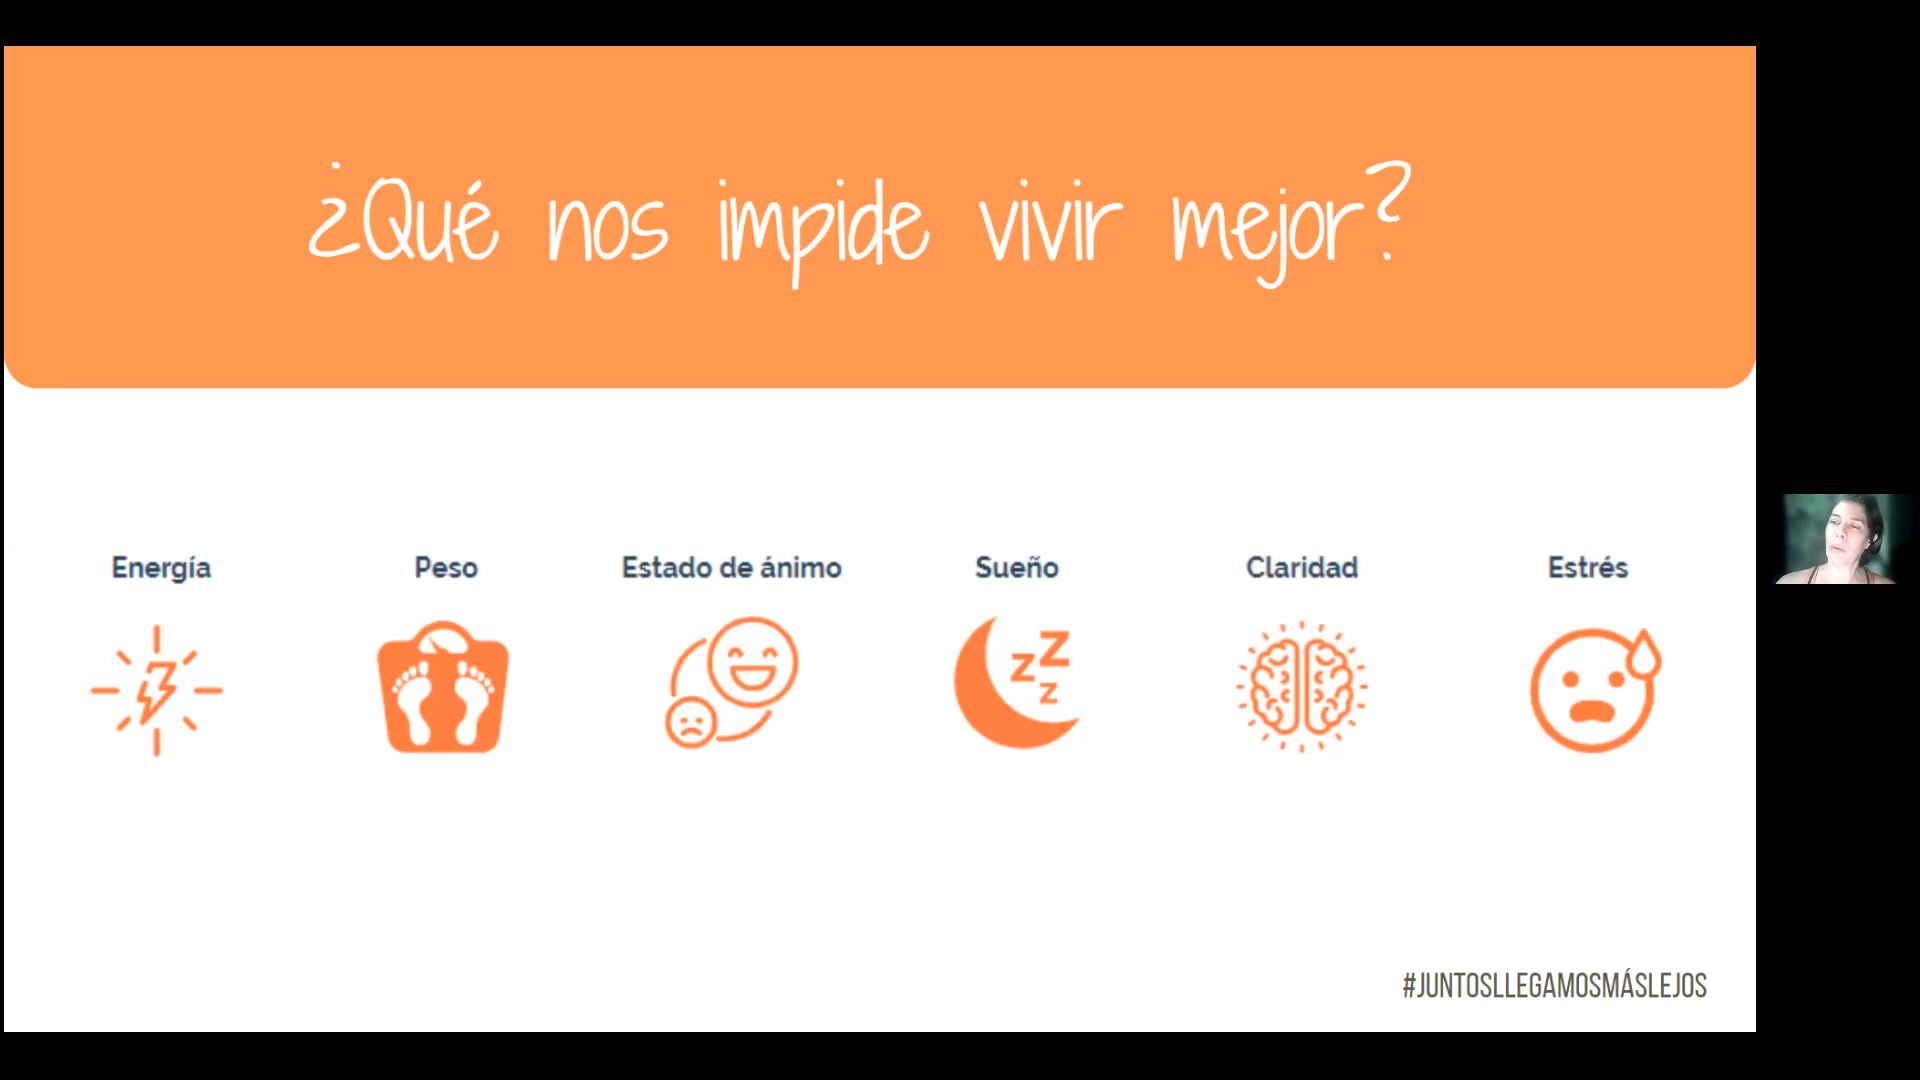 ¿Qué nos impide vivir mejor?
Energía
Peso
Estado de ánimo
Sueño
Claridad
Estrés
z Z z
#JUNTOSLLEGAMOSMÁSLEJOS